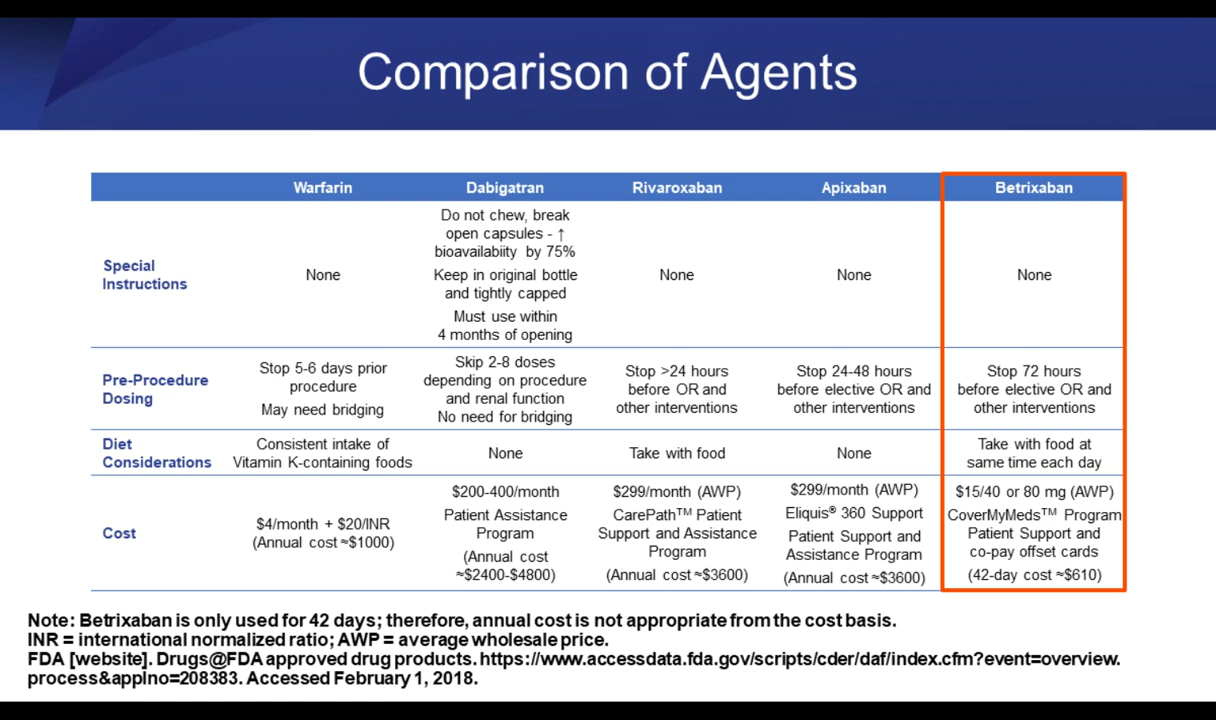 Comparison of Agents
Warfarin Dabigatran Rivaroxaban Apixaban Betrixaban
Special
Instructions
None
Do not chew, break
open capsules - ↑
bioavailabiity by 75%
Keep in original bottle
and tightly capped
Must use within
4 months of opening
None
None
None
Pre-Procedure
Dosing
Stop 5-6 days prior
procedure
May need bridging
Skip 2-8 doses
depending on procedure
and renal function
No need for bridging
Stop >24 hours
before OR and
other interventions
Stop 24-48 hours
before elective OR and
other interventions
Stop 72 hours
before elective OR and
other interventions
Diet
Considerations
Consistent intake of
Vitamin K-containing foods
None
Take with food
None
Take with food at
same time each day
Cost
$4/month + $20/INR
(Annual cost ≈$1000)
$200-400/month
Patient Assistance
Program
(Annual cost
≈$2400-$4800)
$299/month (AWP)
CarePath™ Patient
Support and Assistance
Program
(Annual cost ≈$3600)
$299/month (AWP)
Eliquis® 360 Support
Patient Support and
Assistance Program
(Annual cost ≈$3600)
$15/40 or 80 mg (AWP)
CoverMyMeds™ Program
Patient Support and
co-pay offset cards
(42-day cost ≈$610)
Note: Betrixaban is only used for 42 days; therefore, annual cost is not appropriate from the cost basis.
INR = international normalized ratio; AWP = average wholesale price.
FDA [website]. Drugs@FDA approved drug products. https://www.accessdata.fda.gov/scripts/cder/daf/index.cfm?event=overview.
process&applno=208383. Accessed February 1, 2018.